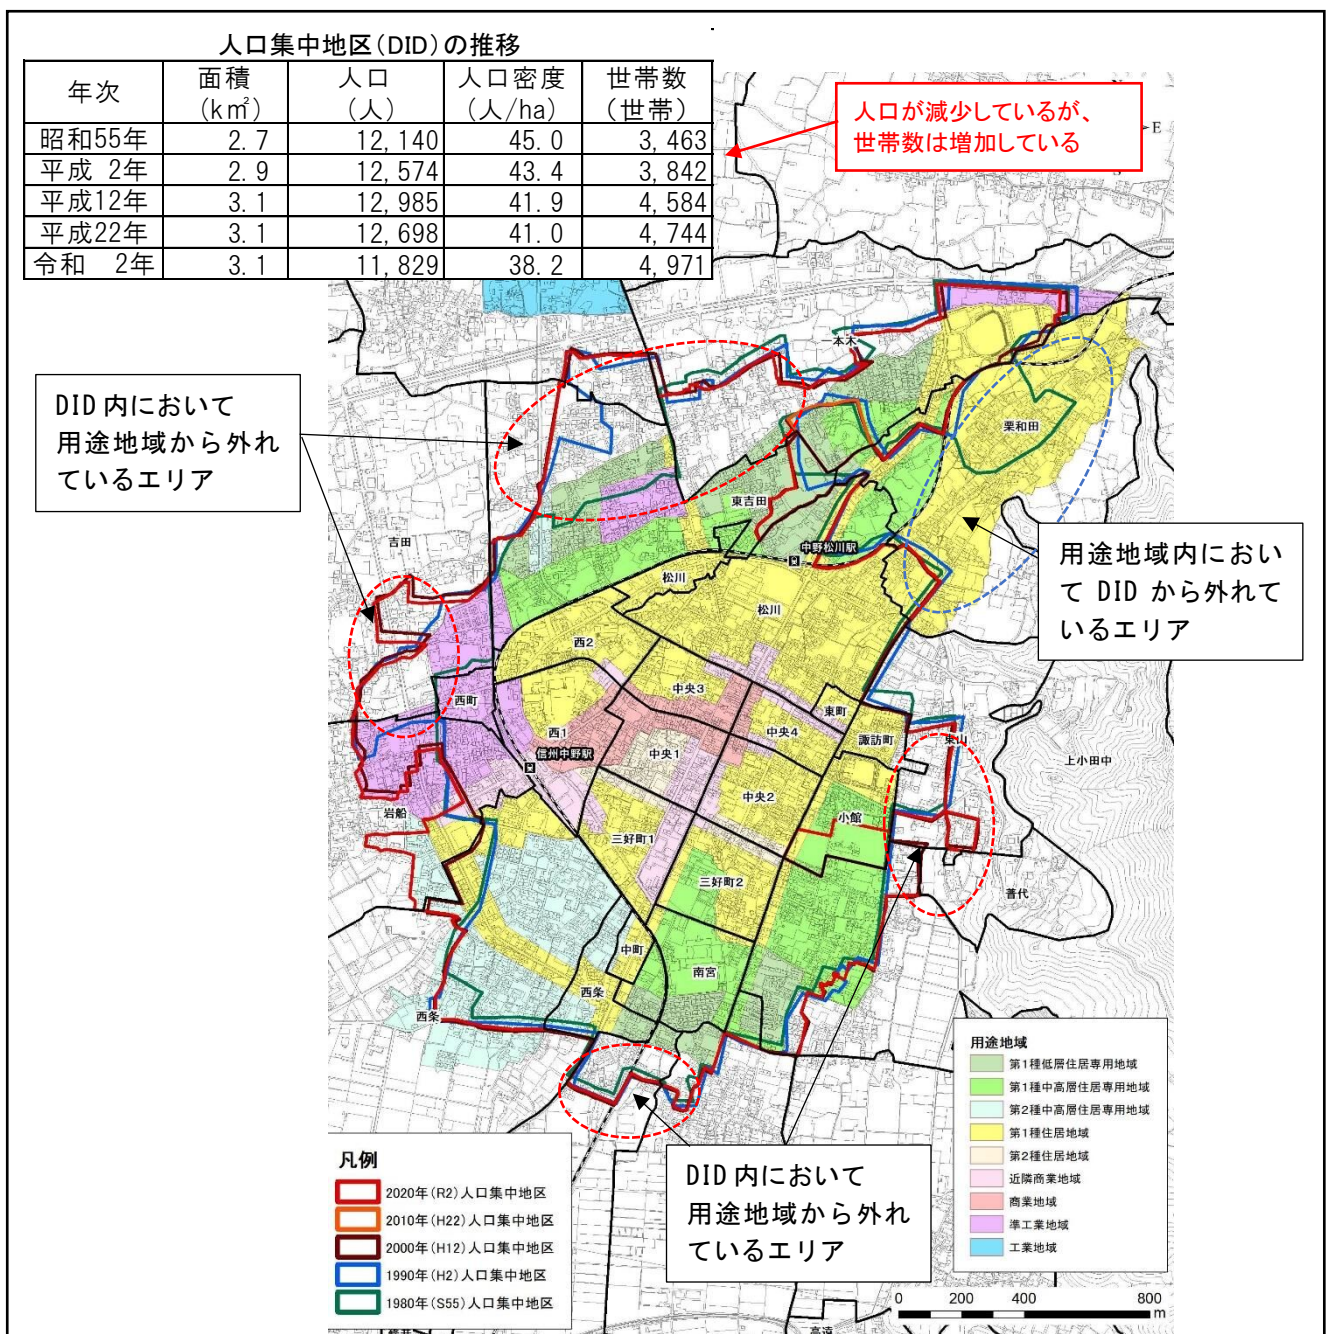 人口集中地区(DID)の推移
年次 面積(k㎡) 人口(人) 人口密度(人/ha) 世帯数(世帯)
昭和55年 2.7 12,140 45.0 3,463
平成 2年 2.9 12,574 43.4 3,842
平成12年 3.1 12,985 41.9 4,584
平成22年 3.1 12,698 41.0 4,744
令和 2年 3.1 11,829 38.2 4,971
人口が減少しているが、
世帯数は増加している
E
DID内において
用途地域から外れ
ているエリア
用途地域内におい
て DID から外れて
いるエリア
一本木
栗和田
東吉田
吉田
中野松川駅
松川
松川
西2
中央3
西町
東町
西1
中央4
諏訪町
東山
信州中野駅
中央1
上小田中
中央2
岩船
小館
三好町1
三好町2
普代
中町
南宮
西条
西条
DID内において
用途地域から外れ
ているエリア
凡例
2020年(R2)人口集中地区
2010年(H22)人口集中地区
2000年(H12)人口集中地区
1990年(H2)人口集中地区
1980年(S55)人口集中地区
用途地域
第1種低層住居専用地域
第1種中高層住居専用地域
第2種中高層住居専用地域
第1種住居地域
第2種住居地域
近隣商業地域
商業地域
準工業地域
工業地域
0 200 400 800
m
高遠